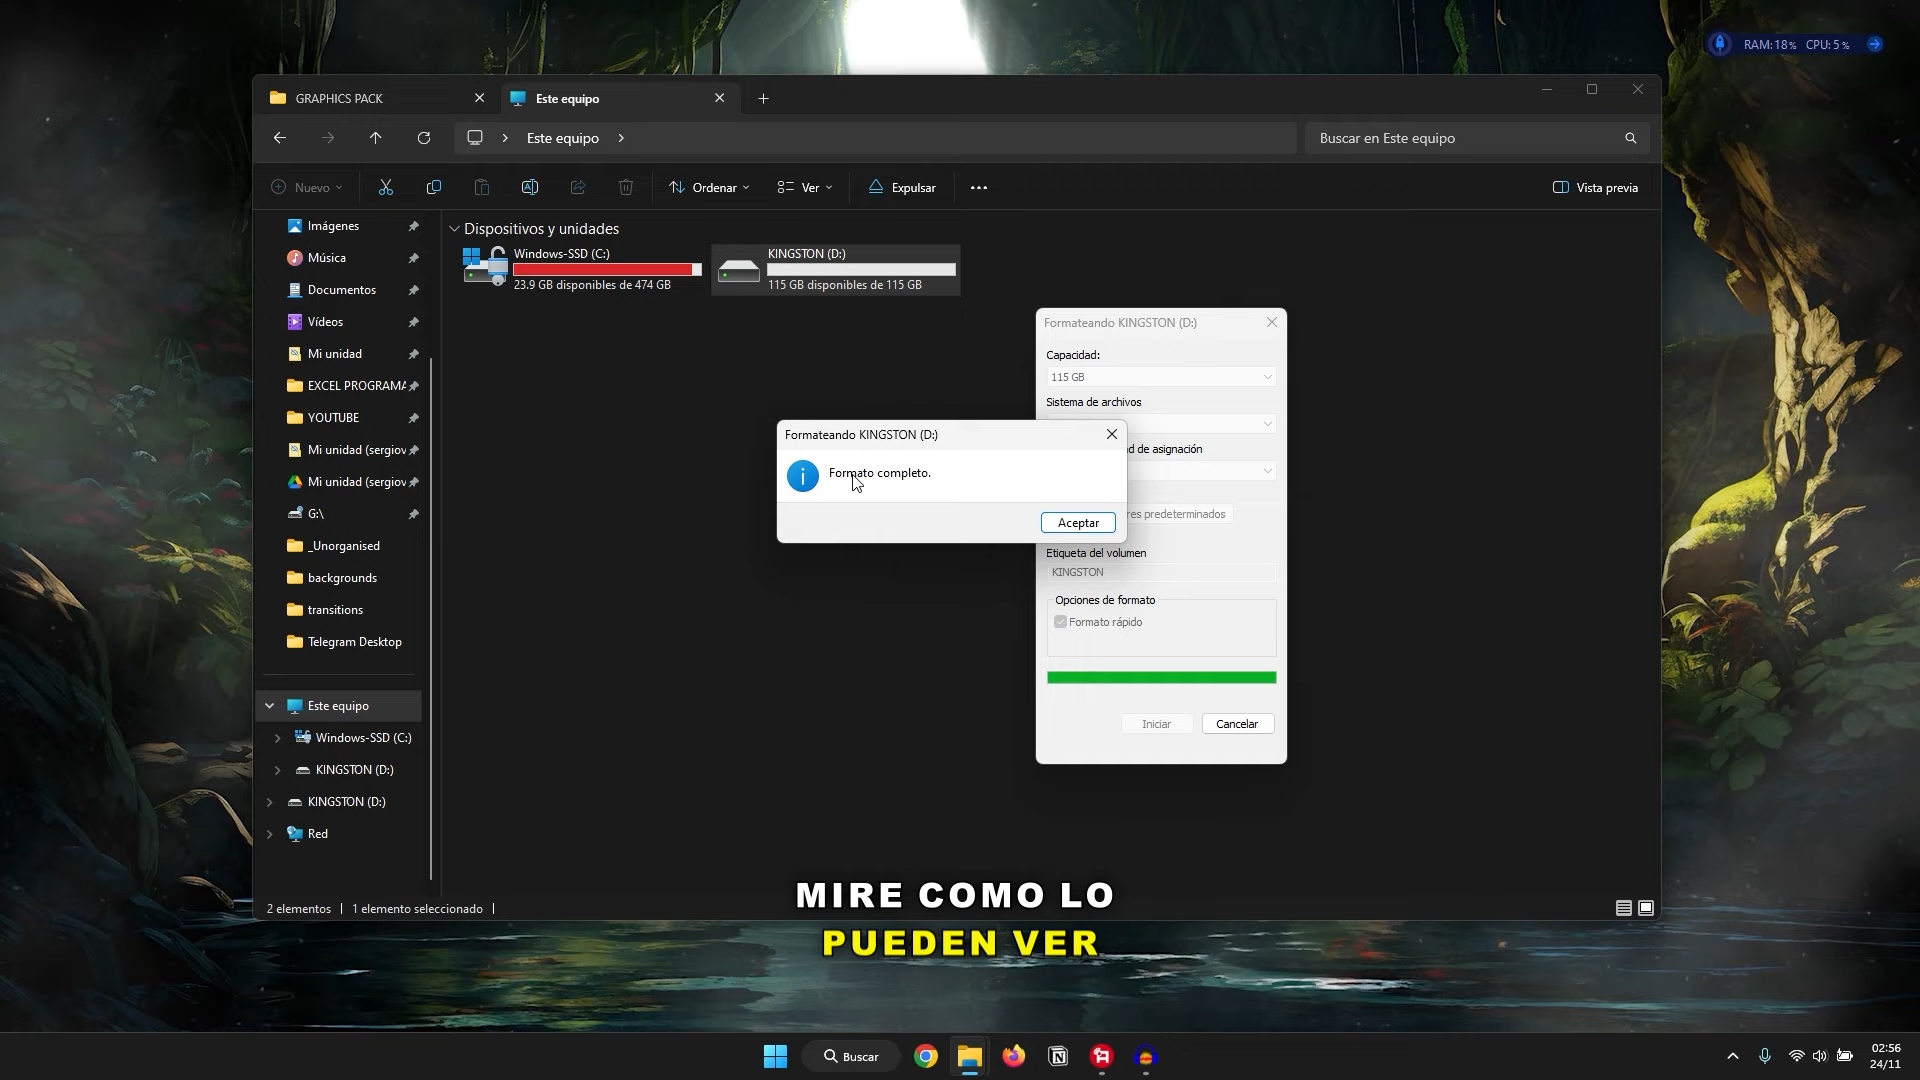 RAM: 18% CPU: 5%
GRAPHICS PACK
Este equipo
Este equipo
Buscar en Este equipo
Nuevo
Ordenar
Ver
Expulsar
Vista previa
Imágenes
Música
Documentos
Vídeos
Mi unidad
EXCEL PROGRAMA
YOUTUBE
Mi unidad (sergiov
Mi unidad (sergiov
G:\
_Unorganised
backgrounds
transitions
Telegram Desktop
Este equipo
Windows-SSD (C:)
KINGSTON (D:)
KINGSTON (D:)
Red
Dispositivos y unidades
Windows-SSD (C:)
23.9 GB disponibles de 474 GB
KINGSTON (D:)
115 GB disponibles de 115 GB
Formateando KINGSTON (D:)
Capacidad:
115 GB
Sistema de archivos
d de asignación
res predeterminados
Etiqueta del volumen
KINGSTON
Opciones de formato
Formato rápido
Iniciar
Cancelar
Formateando KINGSTON (D:)
Formato completo.
Aceptar
2 elementos
1 elemento seleccionado
MIRE COMO LO
PUEDEN VER
Buscar
02:56
24/11